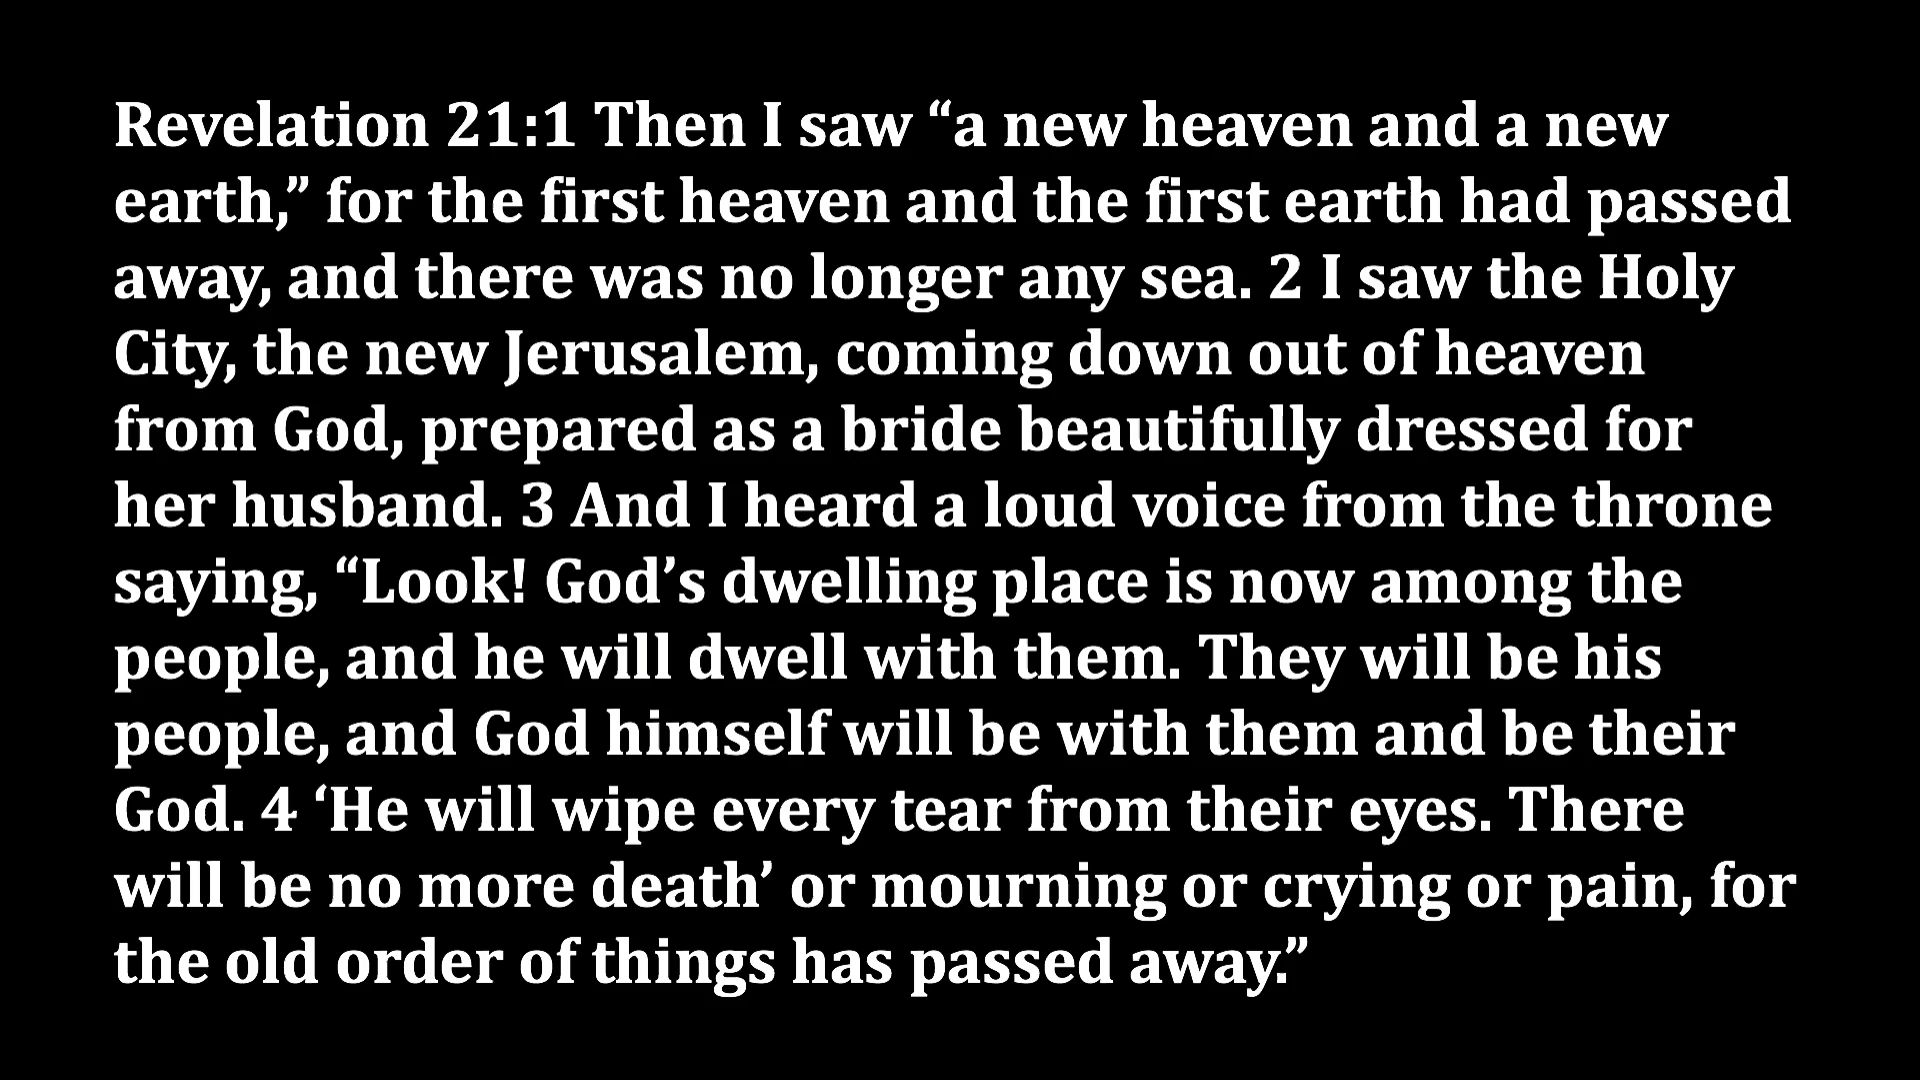 Revelation 21:1 Then I saw “a new heaven and a new
earth,” for the first heaven and the first earth had passed
away, and there was no longer any sea. 2 I saw the Holy
City, the new Jerusalem, coming down out of heaven
from God, prepared as a bride beautifully dressed for
her husband. 3 And I heard a loud voice from the throne
saying, “Look! God’s dwelling place is now among the
people, and he will dwell with them. They will be his
people, and God himself will be with them and be their
God. 4 ‘He will wipe every tear from their eyes. There
will be no more death’ or mourning or crying or pain, for
the old order of things has passed away.”